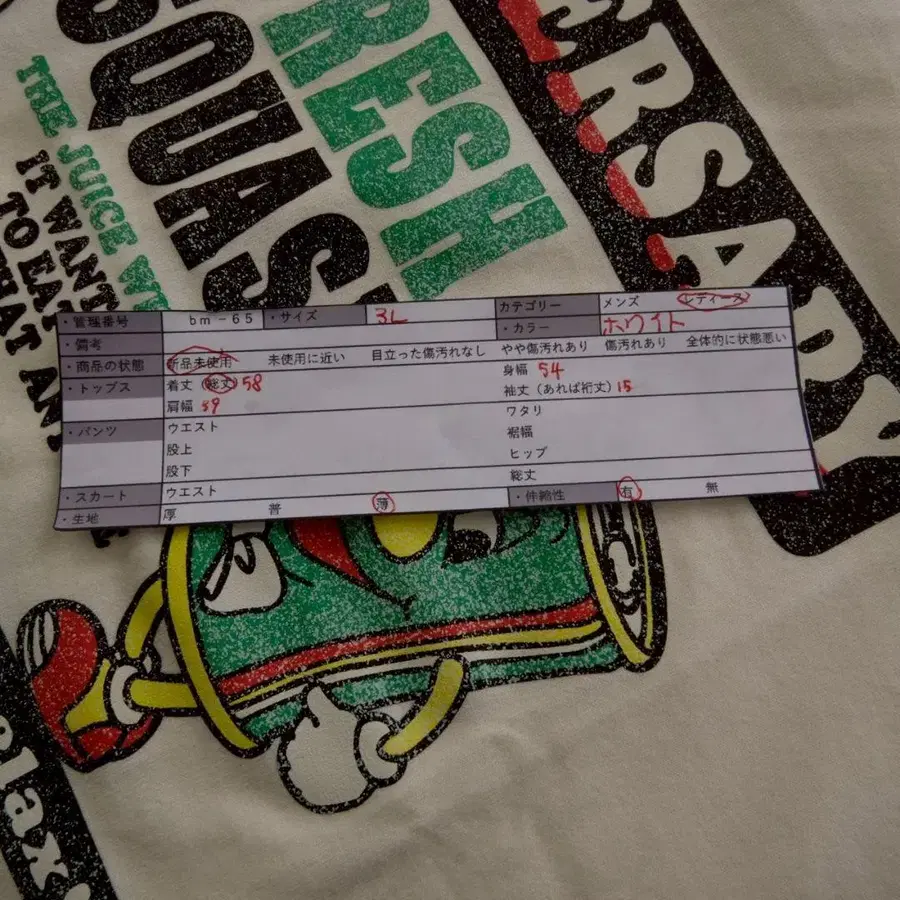 SQUAS
RESH
ERSARY
THE JUICE W
IT WANT
TO EAT
THAT AN
・管理番号 bm-65 ・サイズ 3L カテゴリー メンズ レディース
・備考 ・カラー ホワイト
・商品の状態 新品未使用 未使用に近い 目立った傷汚れなし やや傷汚れあり 傷汚れあり 全体的に状態悪い
・トップス 着丈 総丈 58 身幅 54
肩幅 39 袖丈（あれば裄丈）15
・パンツ ウエスト ワタリ
股上 裾幅
股下 ヒップ
・スカート ウエスト 総丈
・生地 厚 普 薄 ・伸縮性 有 無